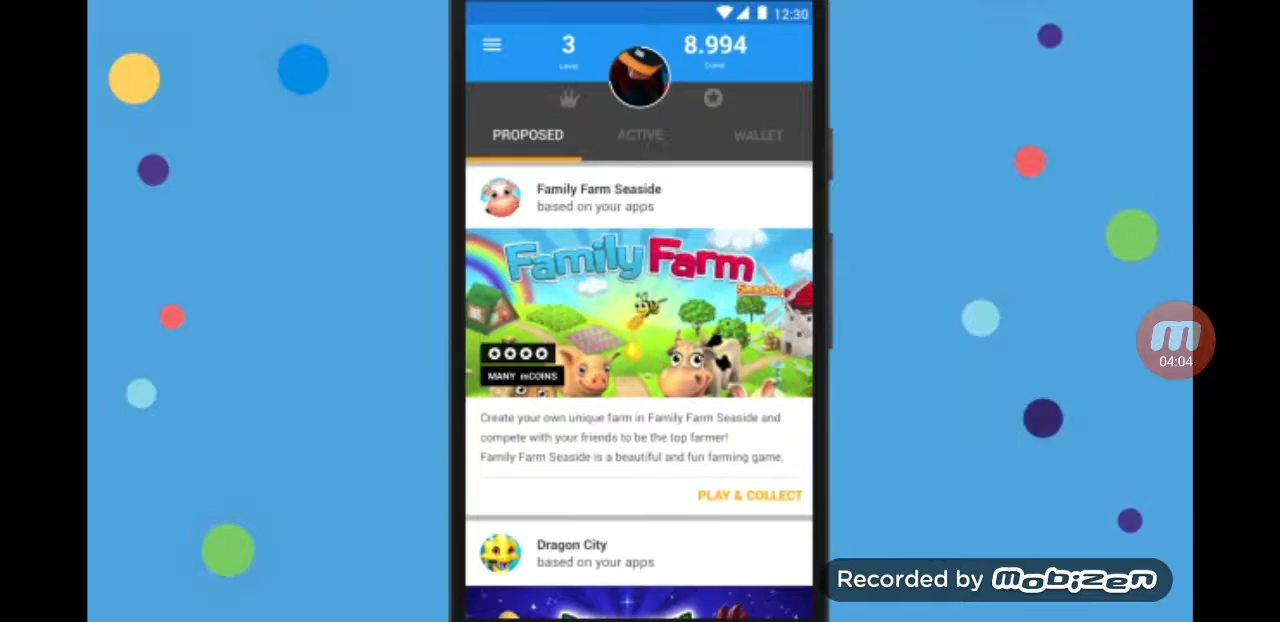 12:30
3
8.994
Level
Coins
PROPOSED
ACTIVE
WALLET
Family Farm Seaside
based on your apps
Family Farm
Seaside
MANY mCOINS
Create your own unique farm in Family Farm Seaside and
compete with your friends to be the top farmer!
Family Farm Seaside is a beautiful and fun farming game.
PLAY & COLLECT
Dragon City
based on your apps
m
04:04
Recorded by mobizen